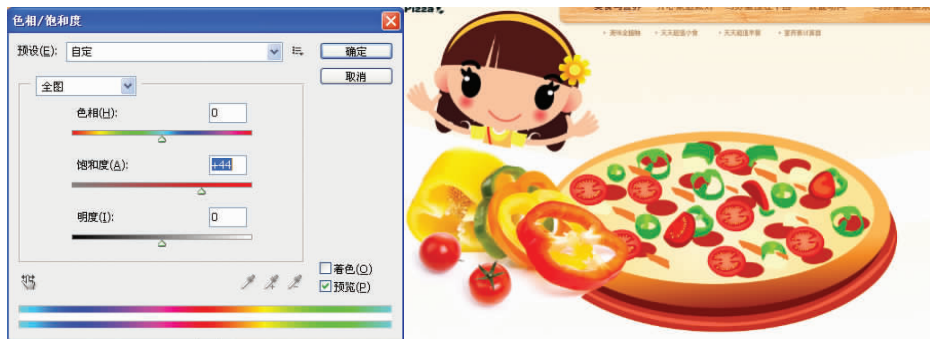 色相/饱和度
预设(E): 自定
确定
取消
全图
色相(H): 0
饱和度(A): +44
明度(I): 0
着色(O)
预览(P)
Pizza